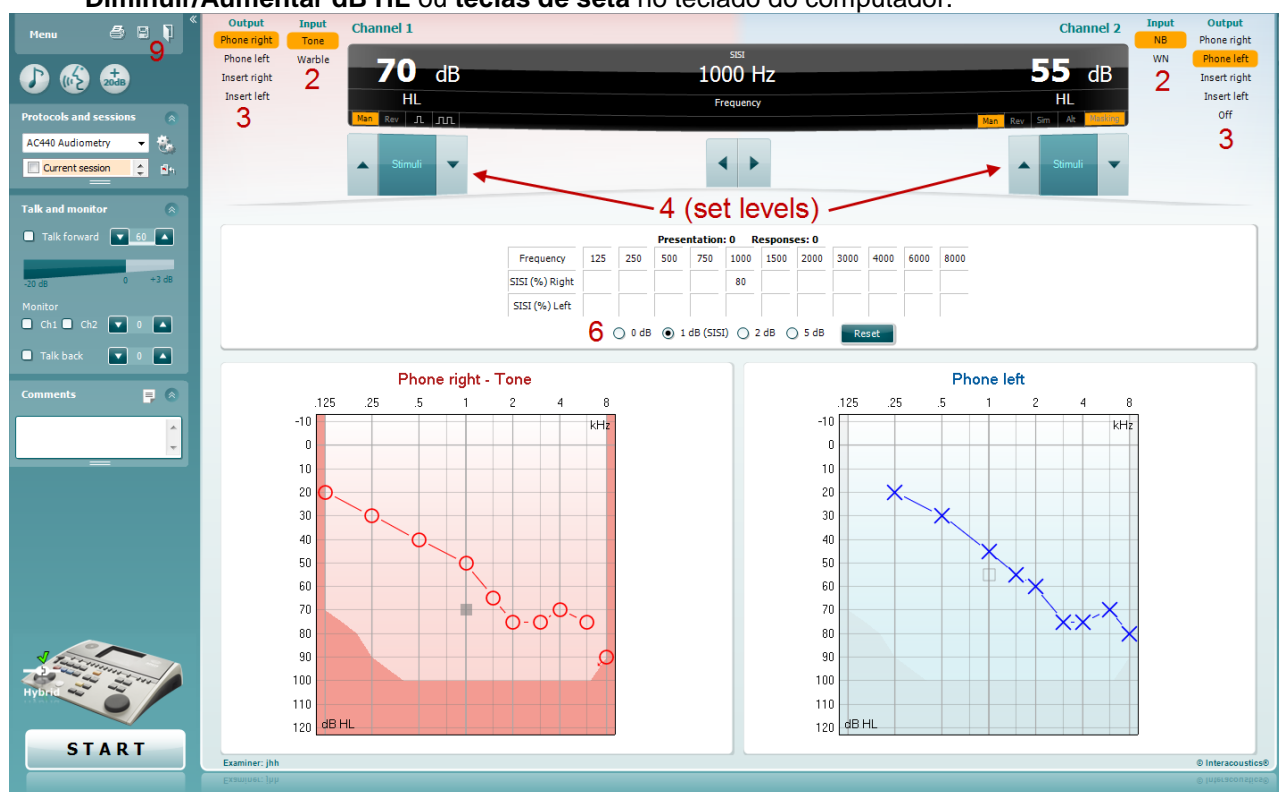 Diminuir/Aumentar dB HL ou teclas de seta no teclado do computador.
Menu
9
+
20dB
Protocols and sessions
AC440 Audiometry
Current session
Talk and monitor
Talk forward 60
-20 dB 0 +3 dB
Monitor
Ch1 Ch2 0
Talk back 0
Comments
Hybrid
START
Output Input Channel 1
Phone right Tone
Phone left Warble
Insert right 2
Insert left
3
70 dB
HL
Man Rev
SISI
1000 Hz
Frequency
55 dB
HL
Man Rev Sim Alt Masking
Channel 2 Input Output
NB Phone right
WN Phone left
2 Insert right
Insert left
Off
3
Stimuli
Stimuli
4 (set levels)
Presentation: 0 Responses: 0
Frequency 125 250 500 750 1000 1500 2000 3000 4000 6000 8000
SISI (%) Right 80
SISI (%) Left
6 0 dB 1 dB (SISI) 2 dB 5 dB Reset
Phone right - Tone
.125 .25 .5 1 2 4 8
kHz
-10
0
10
20
30
40
50
60
70
80
90
100
110
120 dB HL
Phone left
.125 .25 .5 1 2 4 8
kHz
-10
0
10
20
30
40
50
60
70
80
90
100
110
120 dB HL
Examiner: jhh © Interacoustics®